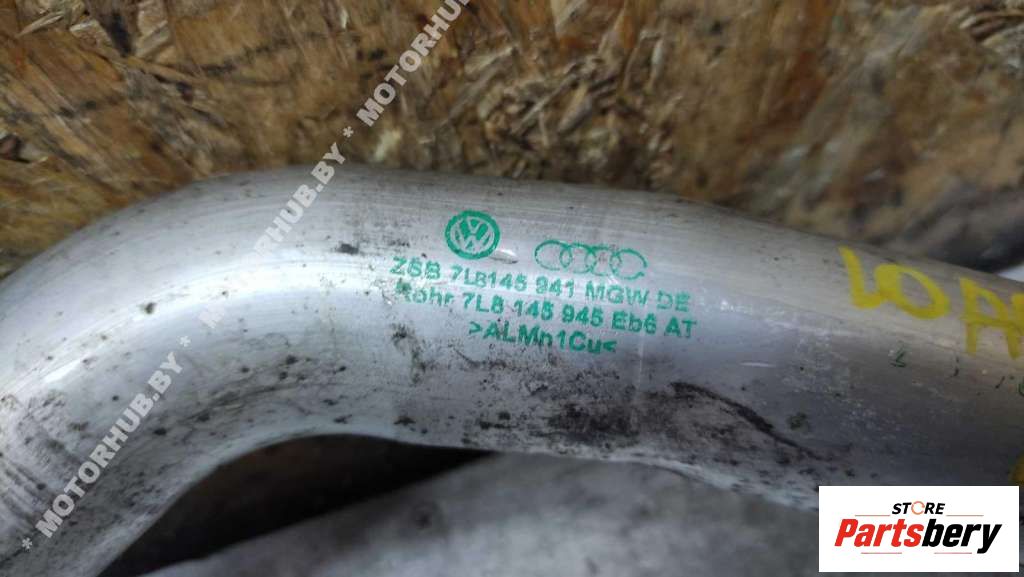 * MOTORHUB.BY * MOTORHUB.BY * MOTORHUB.BY *
ZSB 7L8145 941 MGW DE
Rohr 7L8 145 945 Eb6 AT
>ALMn1Cu<
STORE
Partsbery